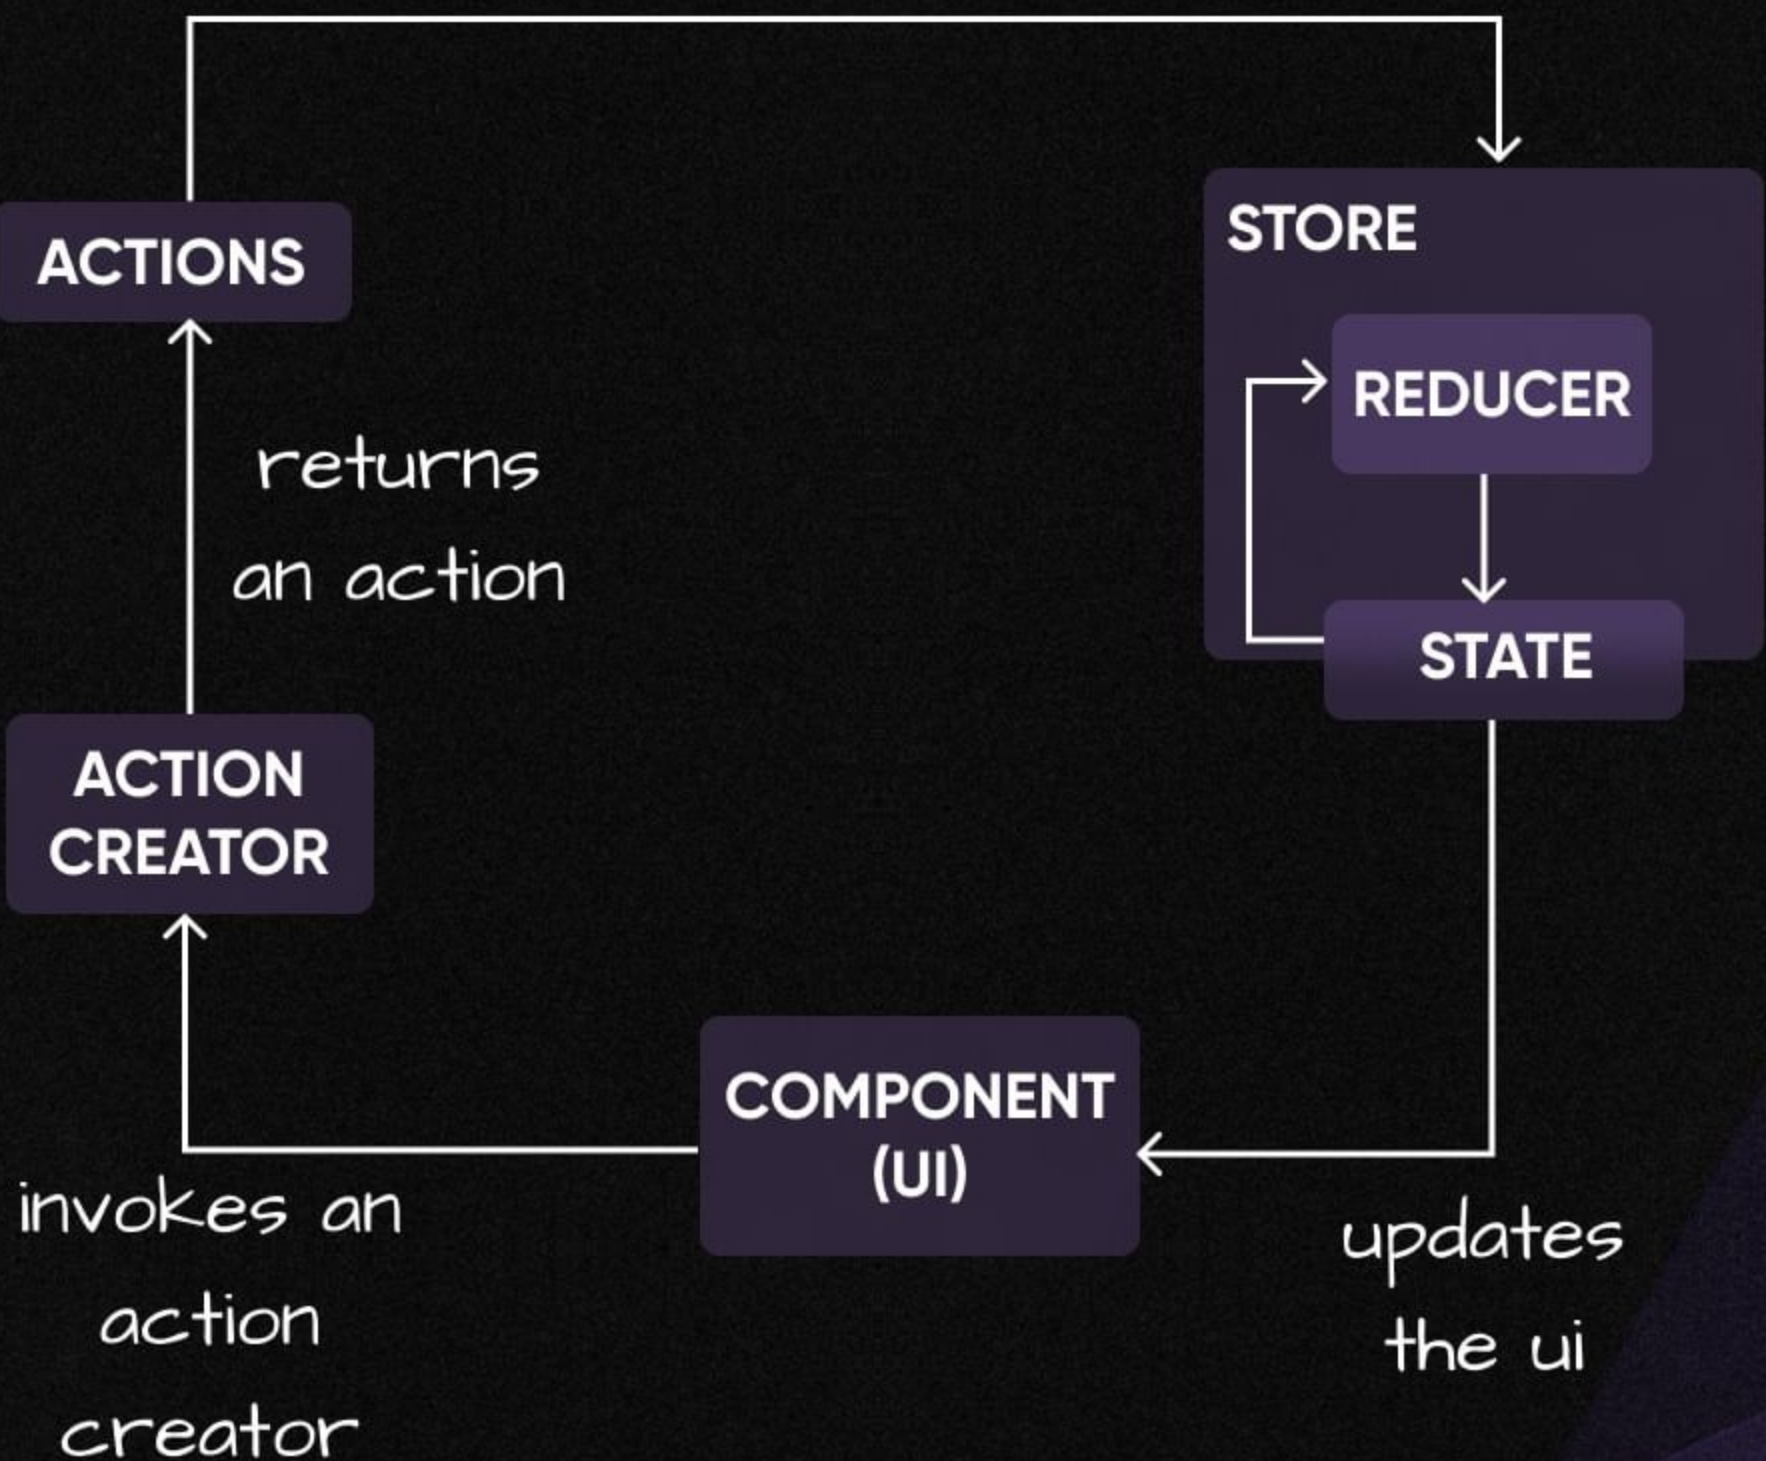 ACTIONS
STORE
REDUCER
returns
an action
STATE
ACTION
CREATOR
COMPONENT
(UI)
invokes an
action
creator
updates
the ui